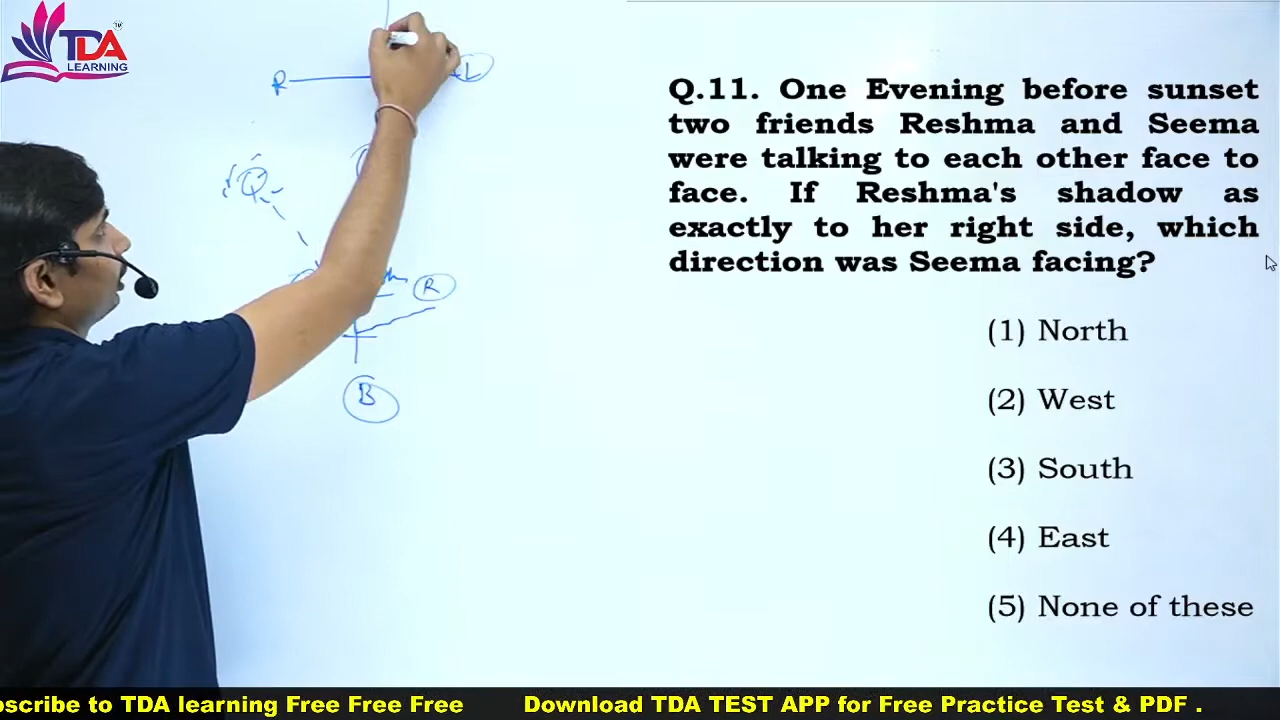 TDA
TM
LEARNING
R
L
Q
R
B
Q.11. One Evening before sunset
two friends Reshma and Seema
were talking to each other face to
face. If Reshma's shadow as
exactly to her right side, which
direction was Seema facing?
(1) North
(2) West
(3) South
(4) East
(5) None of these
bscribe to TDA learning Free Free Free
Download TDA TEST APP for Free Practice Test & PDF .